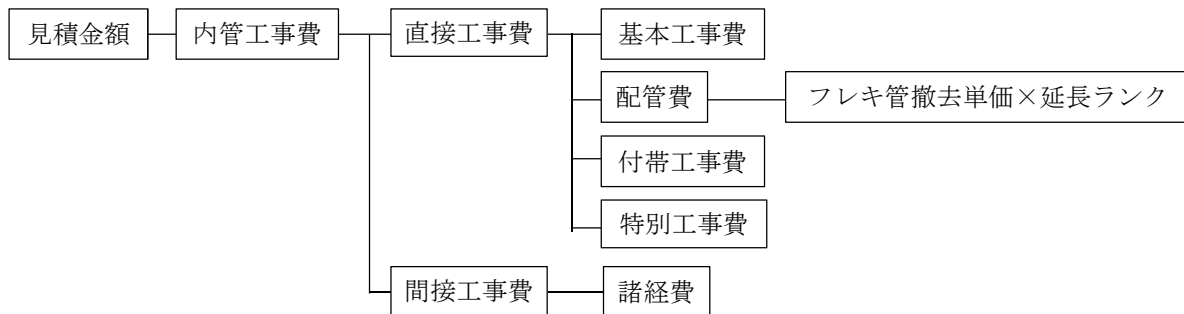 見積金額
内管工事費
直接工事費
基本工事費
配管費
フレキ管撤去単価×延長ランク
付帯工事費
特別工事費
間接工事費
諸経費